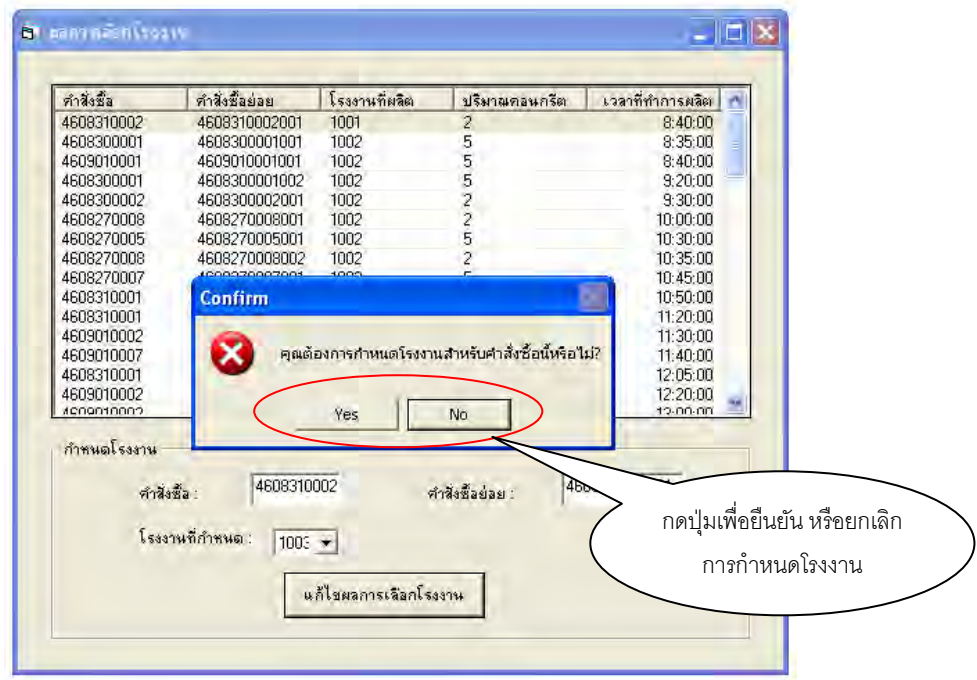 ผลการเลือกโรงงาน
คำสั่งซื้อ คำสั่งซื้อย่อย โรงงานที่ผลิต ปริมาณคอนกรีต เวลาที่ทำการผลิต
4608310002 4608310002001 1001 2 8:40:00
4608300001 4608300001001 1002 5 8:35:00
4609010001 4609010001001 1002 5 8:40:00
4608300001 4608300001002 1002 5 9:20:00
4608300002 4608300002001 1002 2 9:30:00
4608270008 4608270008001 1002 2 10:00:00
4608270005 4608270005001 1002 5 10:30:00
4608270008 4608270008002 1002 2 10:35:00
4608270007 10:45:00
4608310001 10:50:00
4608310001 11:20:00
4609010002 11:30:00
4609010007 11:40:00
4608310001 12:05:00
4609010002 12:20:00
4609010002 13:00:00
Confirm
คุณต้องการกำหนดโรงงานสำหรับคำสั่งซื้อนี้หรือไม่?
Yes No
กำหนดโรงงาน
คำสั่งซื้อ : 4608310002 คำสั่งซื้อย่อย :
โรงงานที่กำหนด : 1003
แก้ไขผลการเลือกโรงงาน
กดปุ่มเพื่อยืนยัน หรือยกเลิก
การกำหนดโรงงาน